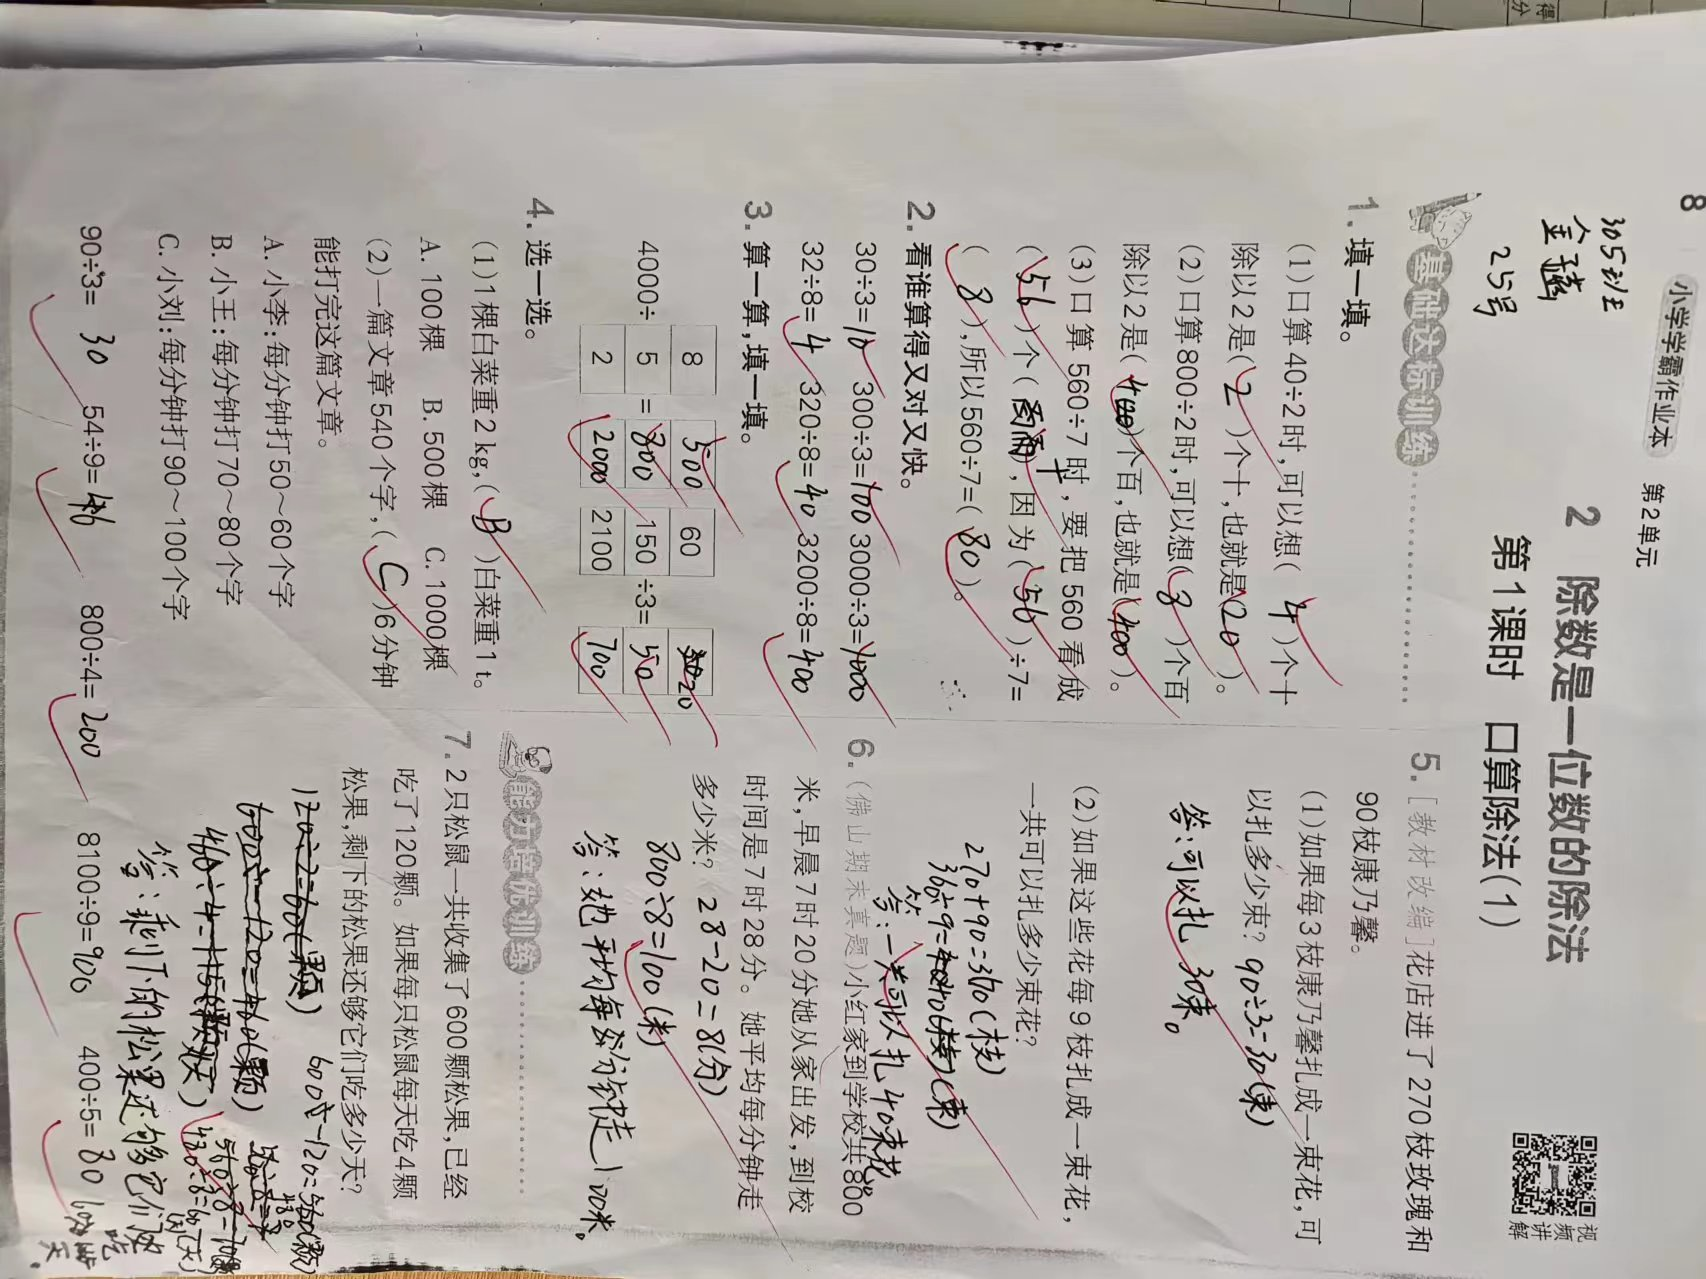 8 小学学霸作业本 第2单元
305班
25号
2 除数是一位数的除法
第1课时 口算除法(1)
视频讲解
基础达标训练
1. 填一填。
(1)口算40÷2时,可以想( 4 )个十
除以2是( 2 )个十,也就是(20)。
(2)口算800÷2时,可以想( 8 )个百
除以2是(400)个百,也就是(400)。
(3)口算560÷7时,要把560看成
(56)个( 十 ),因为(56)÷7=
( 8 ),所以560÷7=(80)。
2. 看谁算得又对又快。
30÷3=10 300÷3=100 3000÷3=1000
32÷8=4 320÷8=40 3200÷8=400
3. 算一算,填一填。
8 500 60 20
4000÷ 5 = 800 150 ÷3= 50
2 2000 2100 700
4. 选一选。
(1)1棵白菜重2 kg,( B )白菜重1 t。
A. 100棵 B. 500棵 C. 1000棵
(2)一篇文章540个字,( C )6分钟
能打完这篇文章。
A. 小李:每分钟打50~60个字
B. 小王:每分钟打70~80个字
C. 小刘:每分钟打90~100个字
5. [教材改编]花店进了270枝玫瑰和
90枝康乃馨。
(1)如果每3枝康乃馨扎成一束花,可
以扎多少束? 90÷3=30(束)
答:可以扎30束。
(2)如果这些花每9枝扎成一束花,
一共可以扎多少束花?
270+90=360(枝)
360÷9=40(束)
答:一共可以扎40束花。
6. (佛山期末真题)小红家到学校共800
米,早晨7时20分她从家出发,到校
时间是7时28分。她平均每分钟走
多少米? 28-20=8(分)
800÷8=100(米)
答:她平均每分钟走100米。
能力培优训练
7. 2只松鼠一共收集了600颗松果,已经
吃了120颗。如果每只松鼠每天吃4颗
松果,剩下的松果还够它们吃多少天?
120÷2=60(颗)
600-120=480(颗)
480÷8=60(天)
答:剩下的松果还够它们吃60天。
90÷3= 30 54÷9= 6 800÷4= 200 8100÷9= 900 400÷5= 80